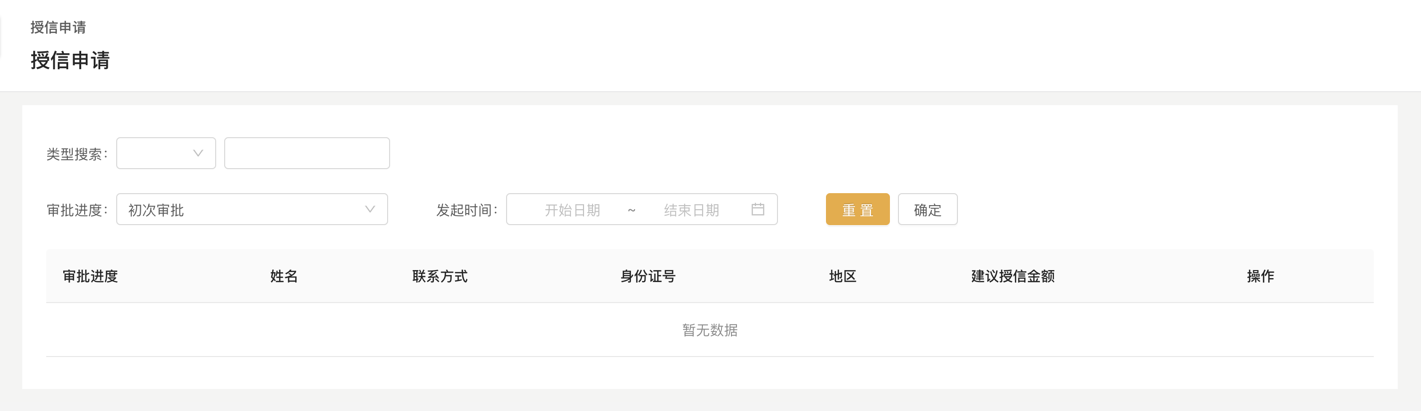 授信申请
授信申请
类型搜索:
审批进度: 初次审批 发起时间: 开始日期 ~ 结束日期 重 置 确定
审批进度 姓名 联系方式 身份证号 地区 建议授信金额 操作
暂无数据